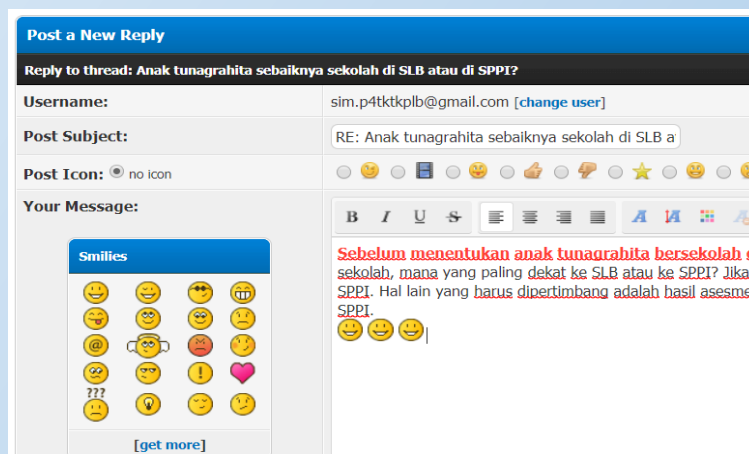 Post a New Reply
Reply to thread: Anak tunagrahita sebaiknya sekolah di SLB atau di SPPI?
Username: sim.p4tktkplb@gmail.com [change user]
Post Subject: RE: Anak tunagrahita sebaiknya sekolah di SLB a
Post Icon: no icon
Your Message:
B I U S
Smilies
???
[get more]
Sebelum menentukan anak tunagrahita bersekolah
sekolah, mana yang paling dekat ke SLB atau ke SPPI? Jika
SPPI. Hal lain yang harus dipertimbang adalah hasil asesme
SPPI.